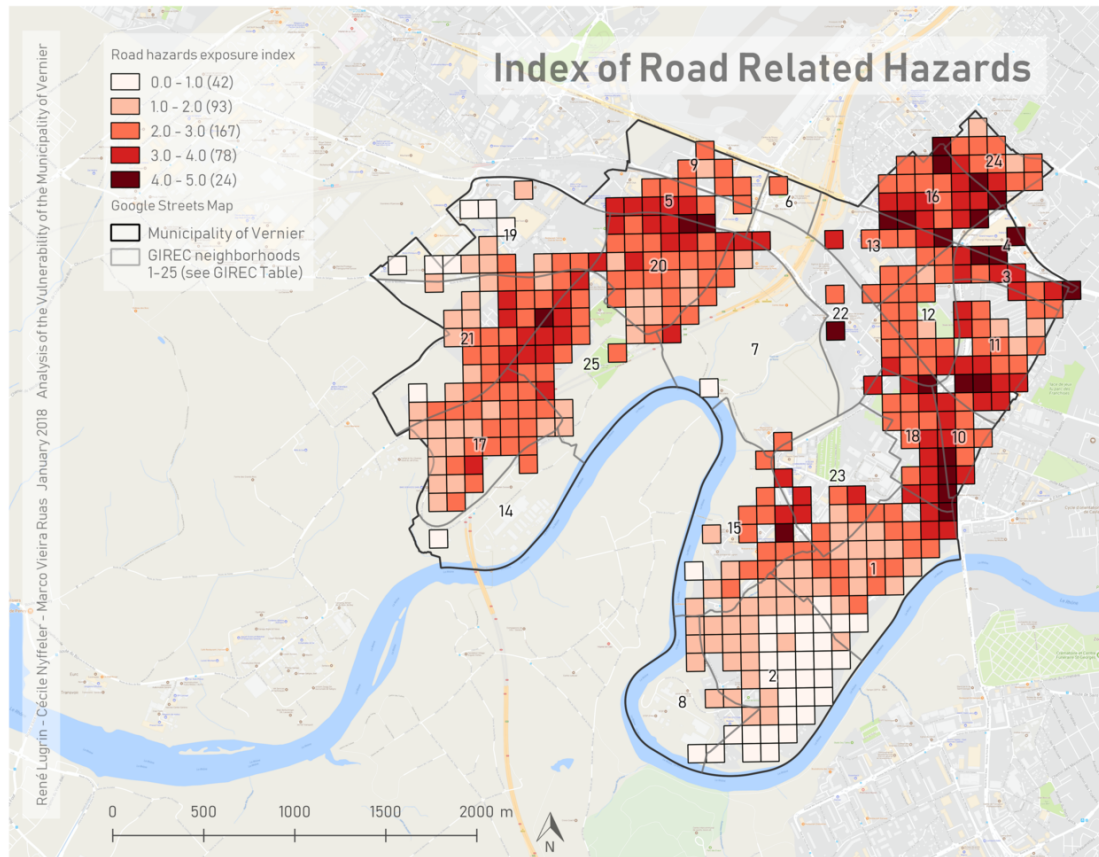 Index of Road Related Hazards
Road hazards exposure index
0.0 - 1.0 (42)
1.0 - 2.0 (93)
2.0 - 3.0 (167)
3.0 - 4.0 (78)
4.0 - 5.0 (24)
Google Streets Map
Municipality of Vernier
GIREC neighborhoods
1-25 (see GIREC Table)
René Lugrin – Cécile Nyffeler – Marco Vieira Ruas January 2018 Analysis of the Vulnerability of the Municipality of Vernier
24
9
16
5
6
4
19
13
20
3
22
12
21
11
7
25
18
10
17
23
14
15
1
2
8
0 500 1000 1500 2000 m
N